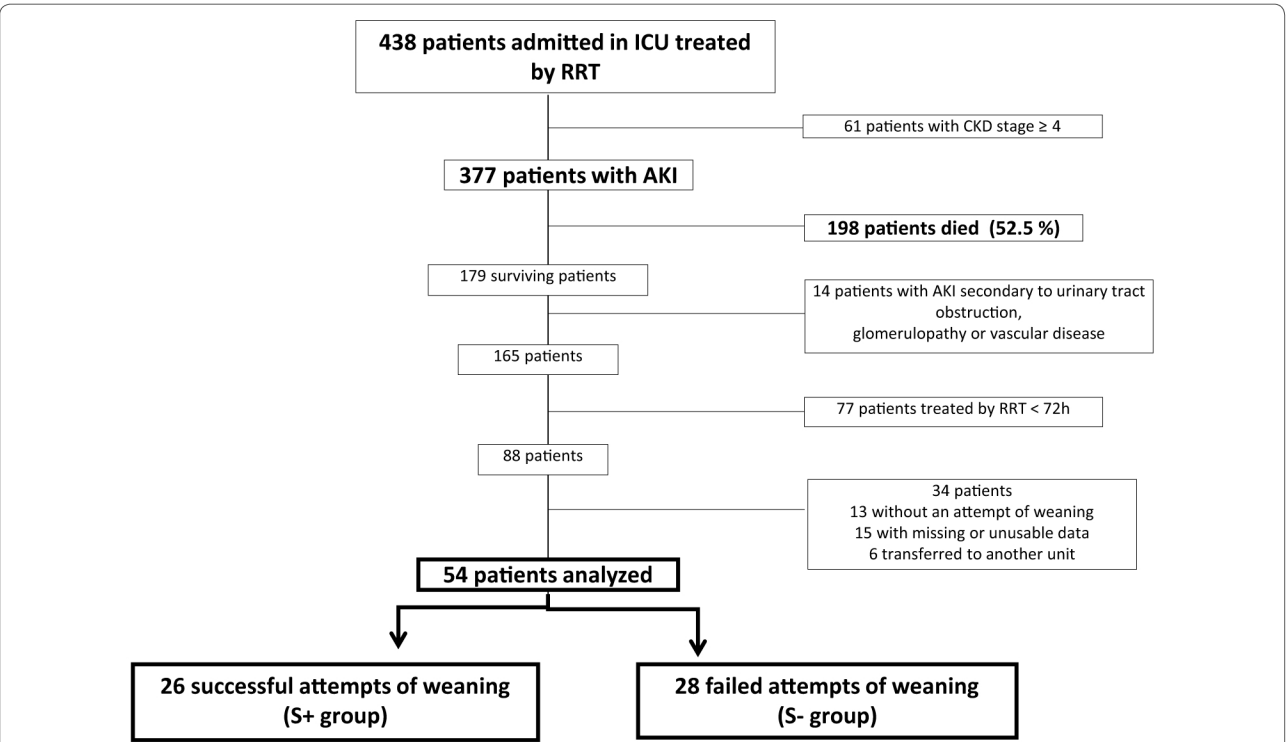 438 patients admitted in ICU treated
by RRT
61 patients with CKD stage ≥ 4
377 patients with AKI
198 patients died (52.5 %)
179 surviving patients
14 patients with AKI secondary to urinary tract
obstruction,
glomerulopathy or vascular disease
165 patients
77 patients treated by RRT < 72h
88 patients
34 patients
13 without an attempt of weaning
15 with missing or unusable data
6 transferred to another unit
54 patients analyzed
26 successful attempts of weaning
(S+ group)
28 failed attempts of weaning
(S- group)